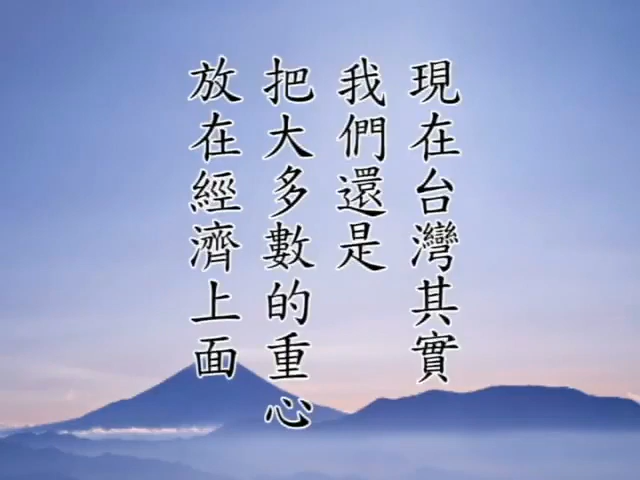 現在台灣其實
我們還是
把大多數的重心
放在經濟上面